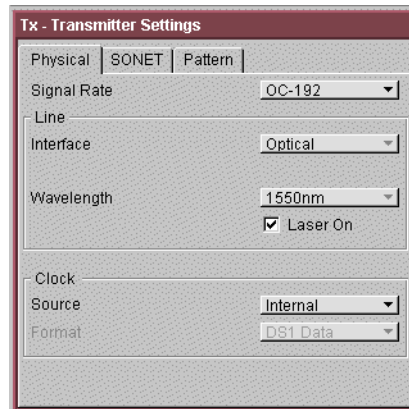 Tx - Transmitter Settings
Physical SONET Pattern
Signal Rate OC-192
Line
Interface Optical
Wavelength 1550nm
Laser On
Clock
Source Internal
Format DS1 Data